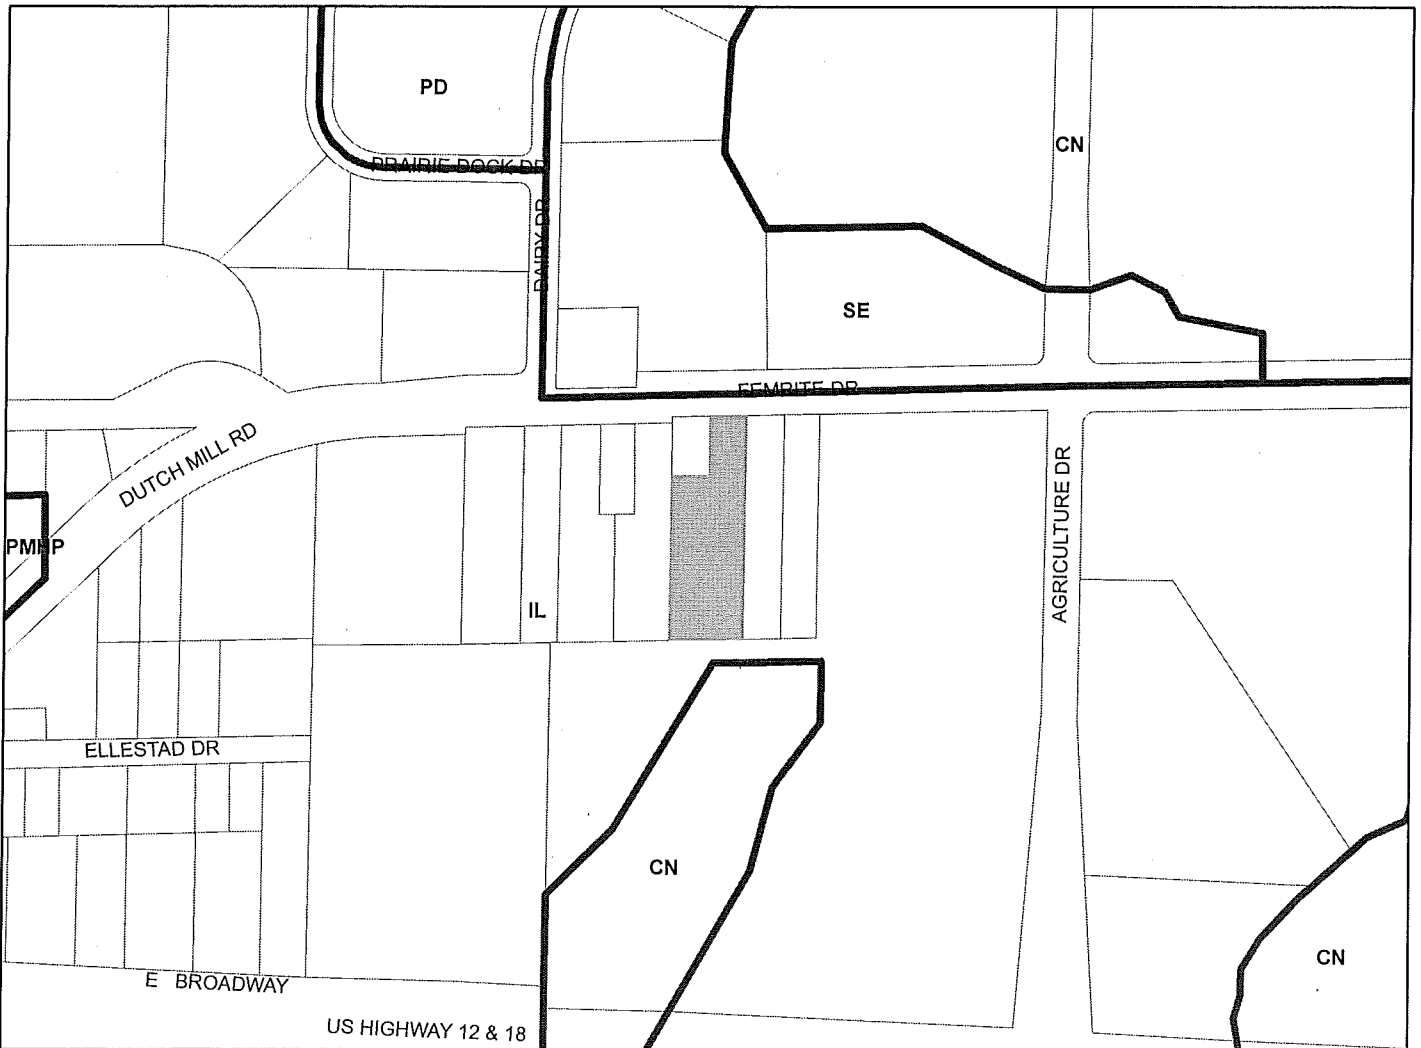 PD
CN
PRAIRIE DOCK DR
DAIRY DR
SE
FEMRITE DR
DUTCH MILL RD
AGRICULTURE DR
PMHP
IL
ELLESTAD DR
CN
CN
E BROADWAY
US HIGHWAY 12 & 18